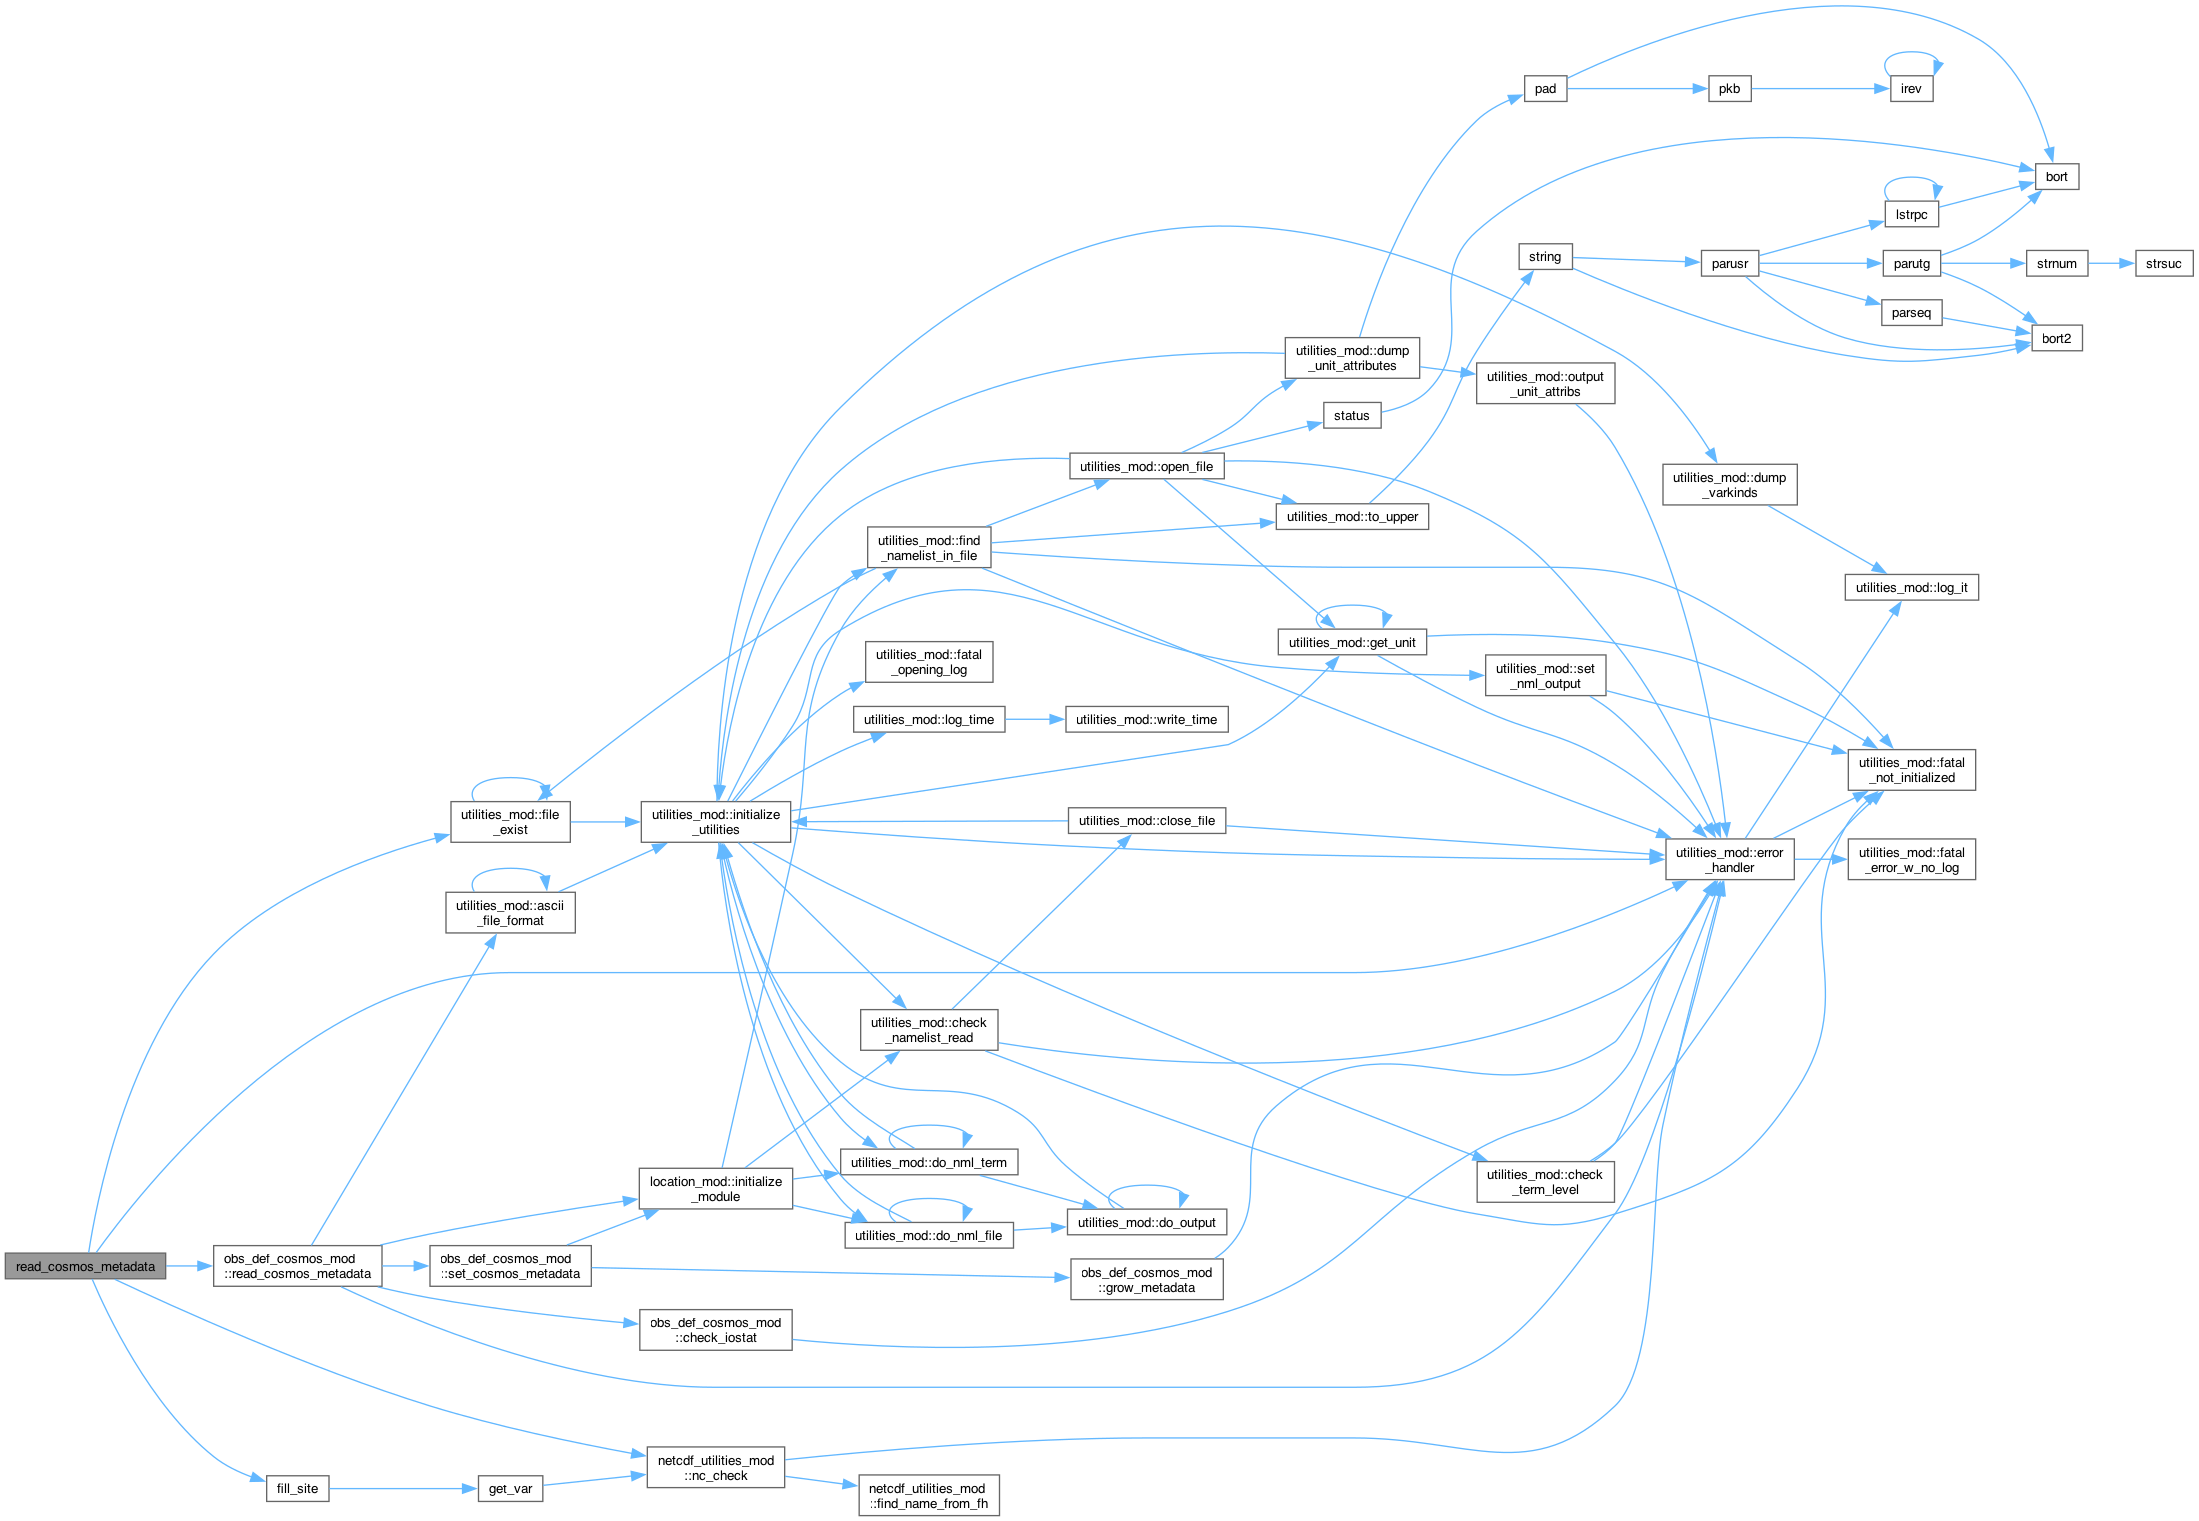 pad
pkb
irev
bort
lstrpc
string
parusr
parutg
strnum
strsuc
parseq
bort2
utilities_mod::dump
_unit_attributes
utilities_mod::output
_unit_attribs
status
utilities_mod::open_file
utilities_mod::dump
_varkinds
utilities_mod::to_upper
utilities_mod::find
_namelist_in_file
utilities_mod::log_it
utilities_mod::get_unit
utilities_mod::fatal
_opening_log
utilities_mod::set
_nml_output
utilities_mod::log_time
utilities_mod::write_time
utilities_mod::fatal
_not_initialized
utilities_mod::file
_exist
utilities_mod::initialize
_utilities
utilities_mod::close_file
utilities_mod::error
_handler
utilities_mod::fatal
_error_w_no_log
utilities_mod::ascii
_file_format
utilities_mod::check
_namelist_read
utilities_mod::do_nml_term
location_mod::initialize
_module
utilities_mod::check
_term_level
utilities_mod::do_output
utilities_mod::do_nml_file
read_cosmos_metadata
obs_def_cosmos_mod
::read_cosmos_metadata
obs_def_cosmos_mod
::set_cosmos_metadata
obs_def_cosmos_mod
::grow_metadata
obs_def_cosmos_mod
::check_iostat
netcdf_utilities_mod
::nc_check
fill_site
get_var
netcdf_utilities_mod
::find_name_from_fh